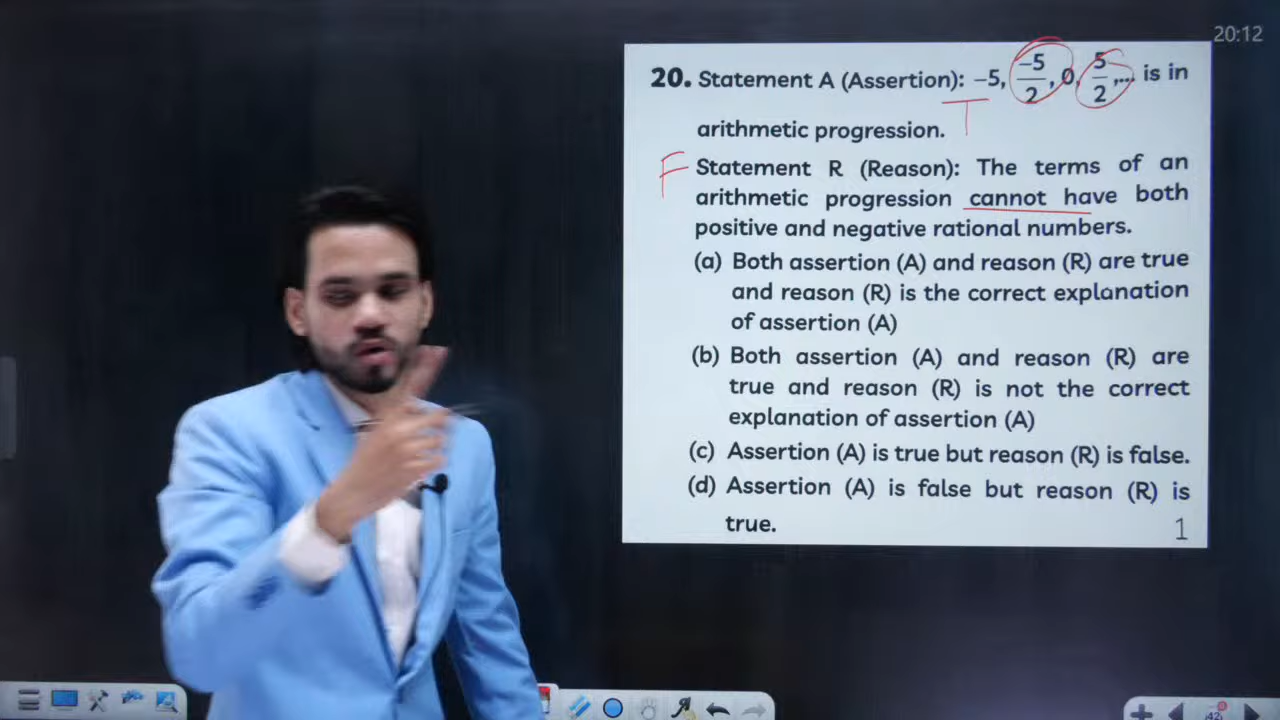 20:12
20. Statement A (Assertion): −5, −5/2, 0, 5/2,... is in
T
arithmetic progression.
F Statement R (Reason): The terms of an
arithmetic progression cannot have both
positive and negative rational numbers.
(a) Both assertion (A) and reason (R) are true
and reason (R) is the correct explanation
of assertion (A)
(b) Both assertion (A) and reason (R) are
true and reason (R) is not the correct
explanation of assertion (A)
(c) Assertion (A) is true but reason (R) is false.
(d) Assertion (A) is false but reason (R) is
true.
1
42